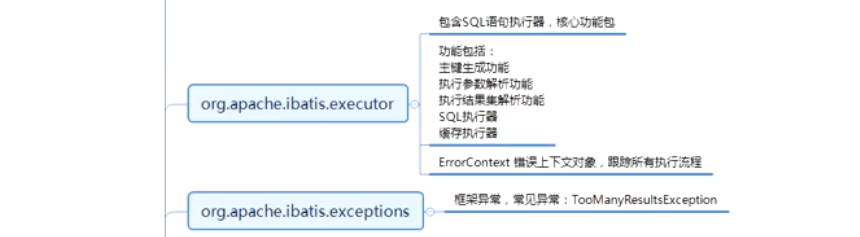 包含SQL语句执行器，核心功能包
功能包括：
主键生成功能
执行参数解析功能
执行结果集解析功能
SQL执行器
缓存执行器
org.apache.ibatis.executor
ErrorContext 错误上下文对象，跟踪所有执行流程
org.apache.ibatis.exceptions
框架异常，常见异常：TooManyResultsException